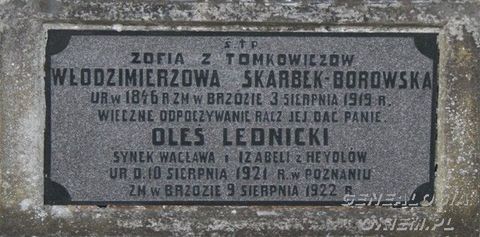 Ś T P
ZOFIA Z TOMKOWICZÓW
WŁODZIMIERZOWA SKARBEK-BOROWSKA
UR. W 1846 R. ZM W BRZOZIE 3 SIERPNIA 1919 R.
WIECZNE ODPOCZYWANIE RACZ JEJ DAĆ PANIE.
OLEŚ LEDNICKI
SYNEK WACŁAWA I IZABELI Z HEYDLÓW
UR D. 10 SIERPNIA 1921 R. W POZNANIU
ZM W BRZOZIE 9 SIERPNIA 1922 R.
GENEALOGIA
OKIEM.PL